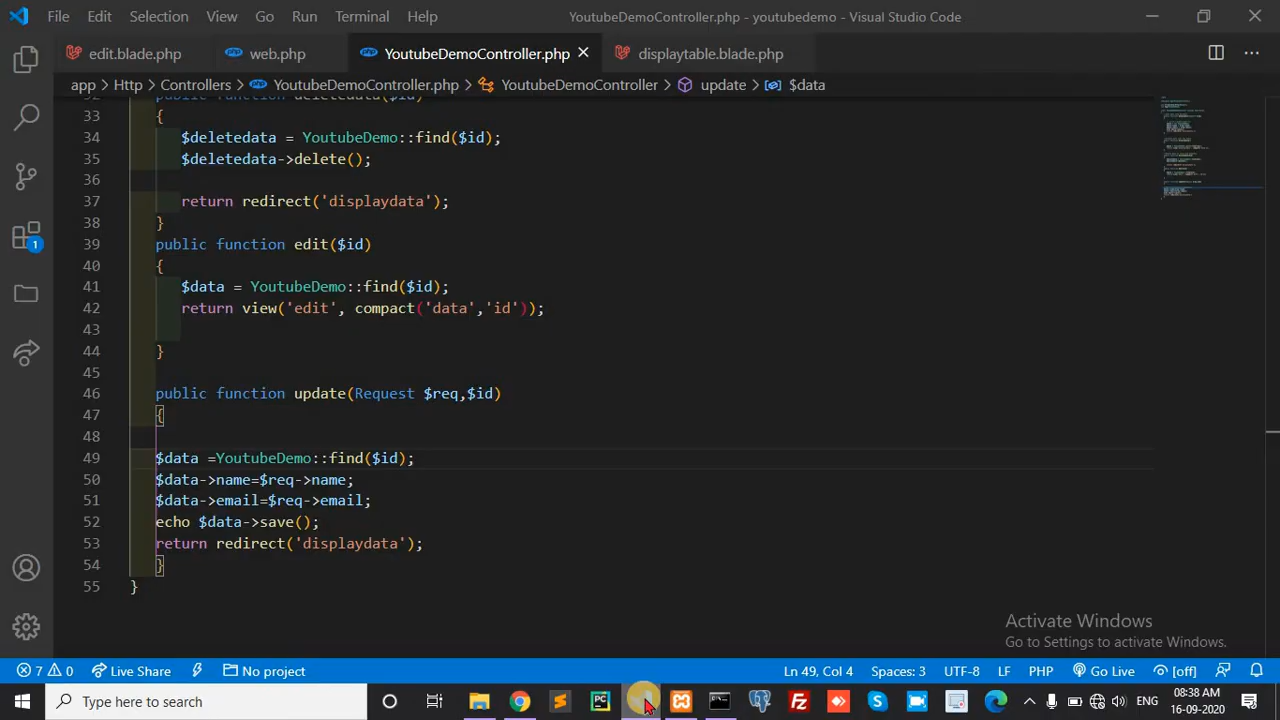 File Edit Selection View Go Run Terminal Help YoutubeDemoController.php - youtubedemo - Visual Studio Code
edit.blade.php web.php YoutubeDemoController.php displaytable.blade.php
app > Http > Controllers > YoutubeDemoController.php > YoutubeDemoController > update > $data
32 public function deletedata($id)
33 {
34 $deletedata = YoutubeDemo::find($id);
35 $deletedata->delete();
36
37 return redirect('displaydata');
38 }
39 public function edit($id)
40 {
41 $data = YoutubeDemo::find($id);
42 return view('edit', compact('data','id'));
43
44 }
45
46 public function update(Request $req,$id)
47 {
48
49 $data =YoutubeDemo::find($id);
50 $data->name=$req->name;
51 $data->email=$req->email;
52 echo $data->save();
53 return redirect('displaydata');
54 }
55 }
1
Activate Windows
Go to Settings to activate Windows.
7 0 Live Share No project Ln 49, Col 4 Spaces: 3 UTF-8 LF PHP Go Live [off]
Type here to search
PC
ENG
08:38 AM
16-09-2020